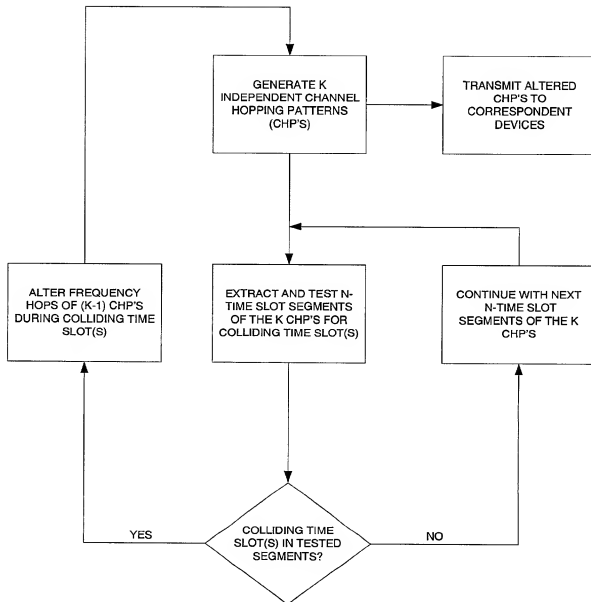 GENERATE K
INDEPENDENT CHANNEL
HOPPING PATTERNS
(CHP'S)
TRANSMIT ALTERED
CHP'S TO
CORRESPONDENT
DEVICES
ALTER FREQUENCY
HOPS OF (K-1) CHP'S
DURING COLLIDING TIME
SLOT(S)
EXTRACT AND TEST N-
TIME SLOT SEGMENTS
OF THE K CHP'S FOR
COLLIDING TIME SLOT(S)
CONTINUE WITH NEXT
N-TIME SLOT
SEGMENTS OF THE K
CHP'S
YES
COLLIDING TIME
SLOT(S) IN TESTED
SEGMENTS?
NO